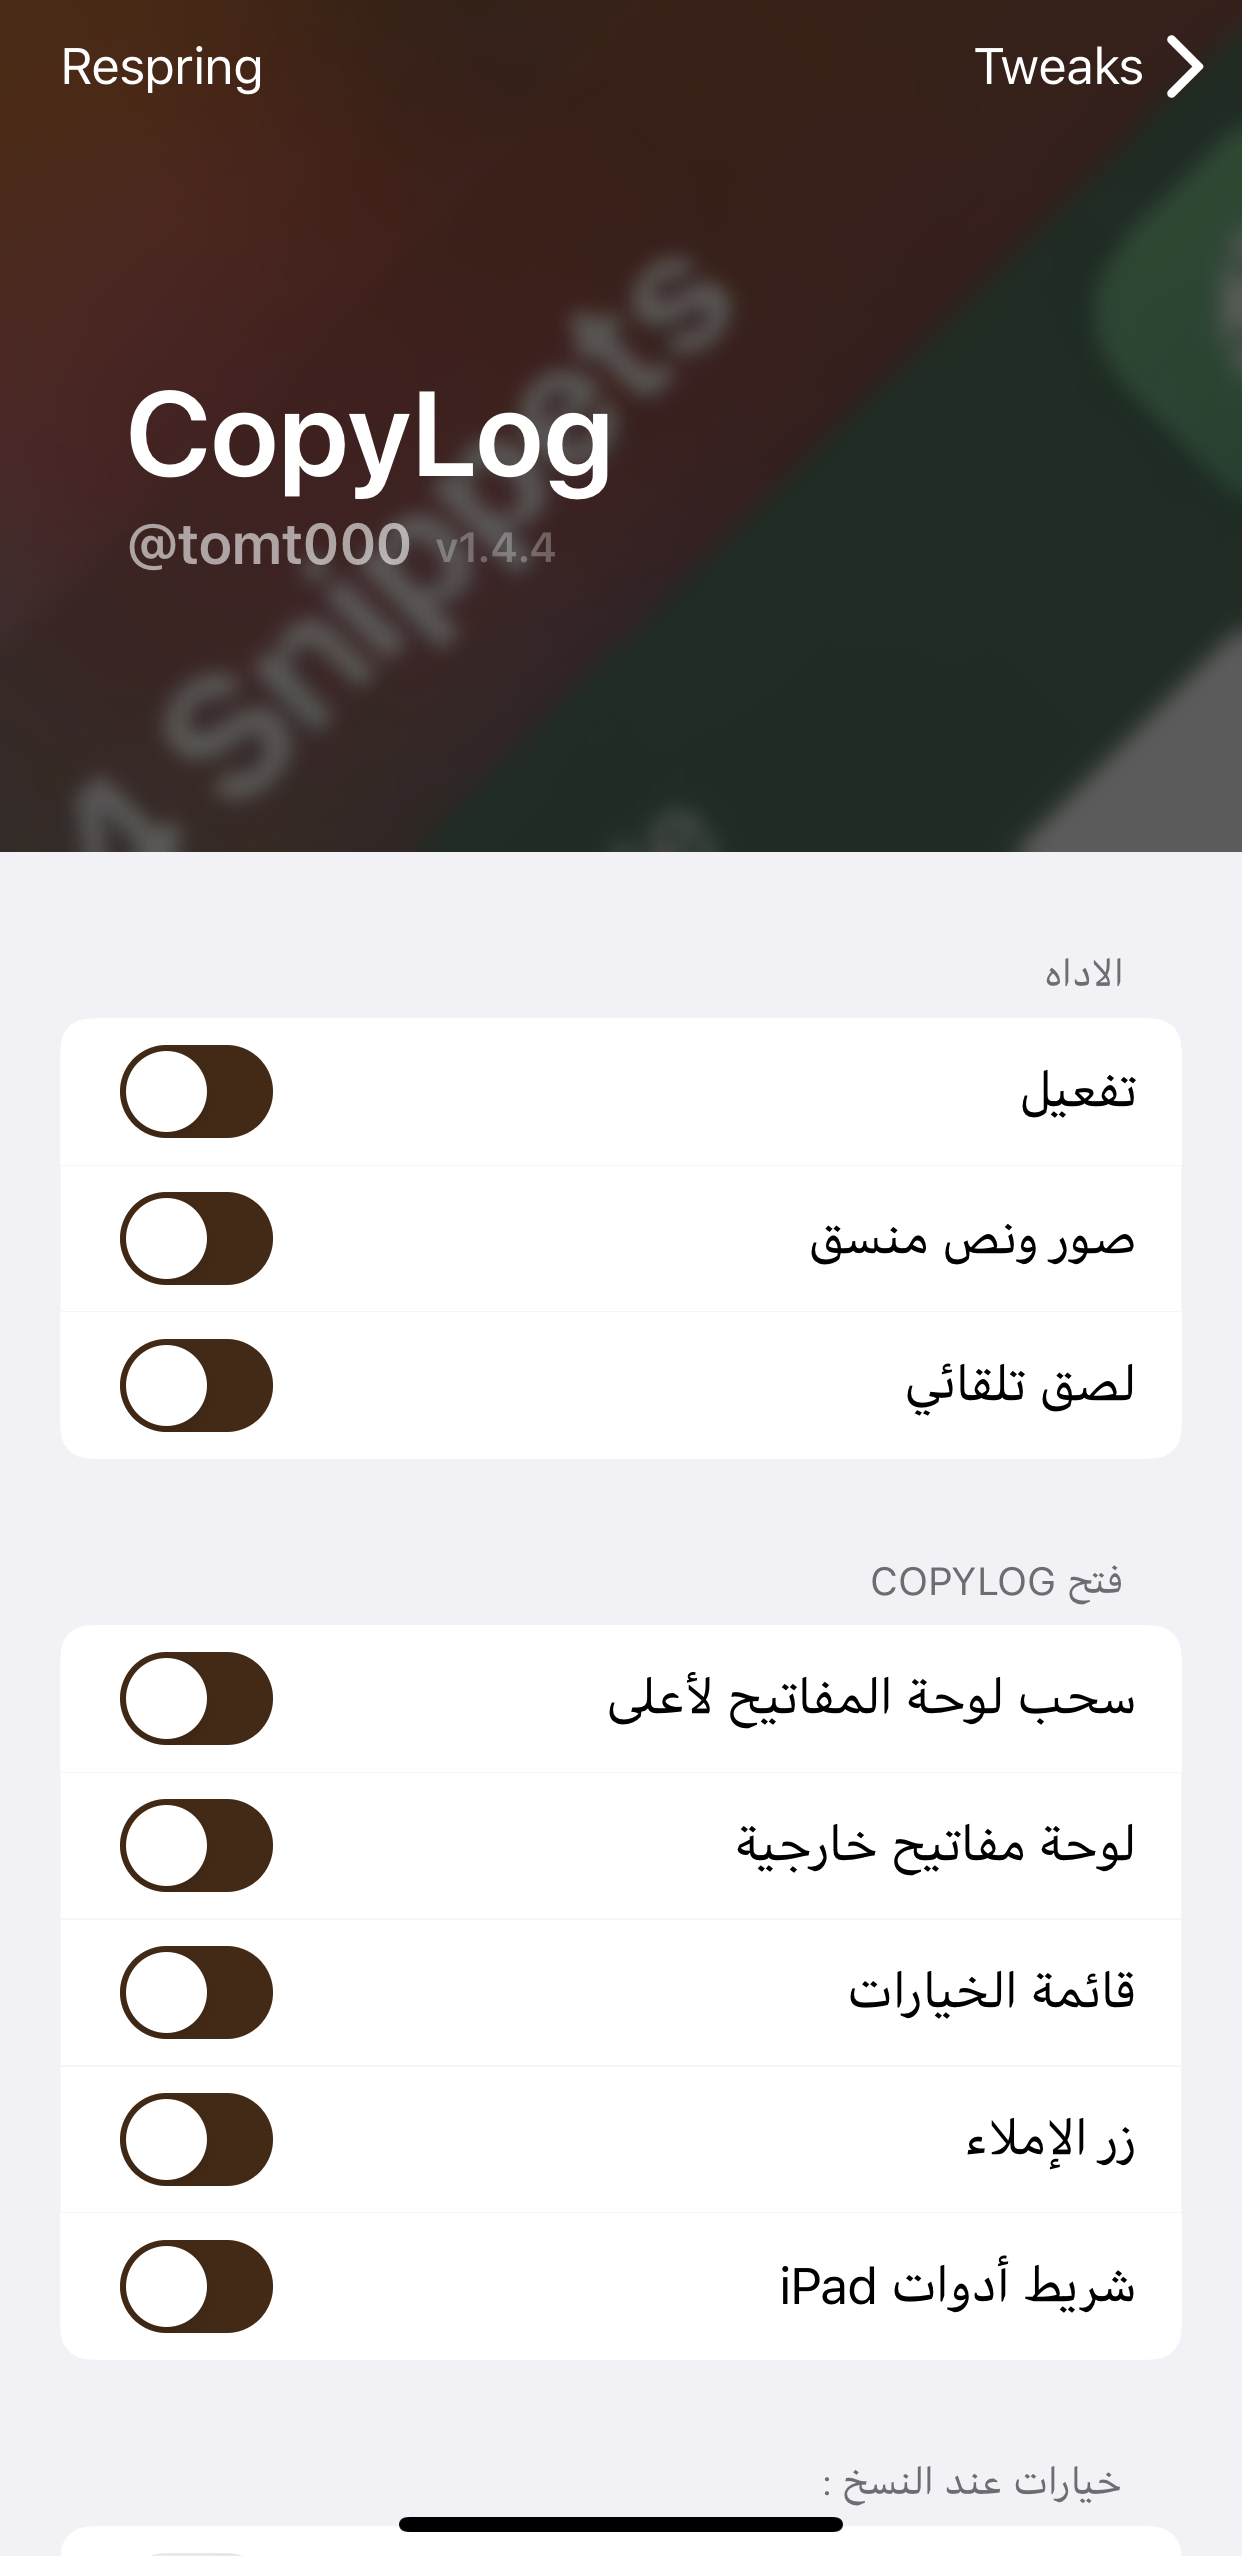 Respring
Tweaks
4 Snippets
CopyLog
@tomt000 v1.4.4
الاداه
تفعيل
صور ونص منسق
لصق تلقائي
فتح COPYLOG
سحب لوحة المفاتيح لأعلى
لوحة مفاتيح خارجية
قائمة الخيارات
زر الإملاء
شريط أدوات iPad
خيارات عند النسخ :